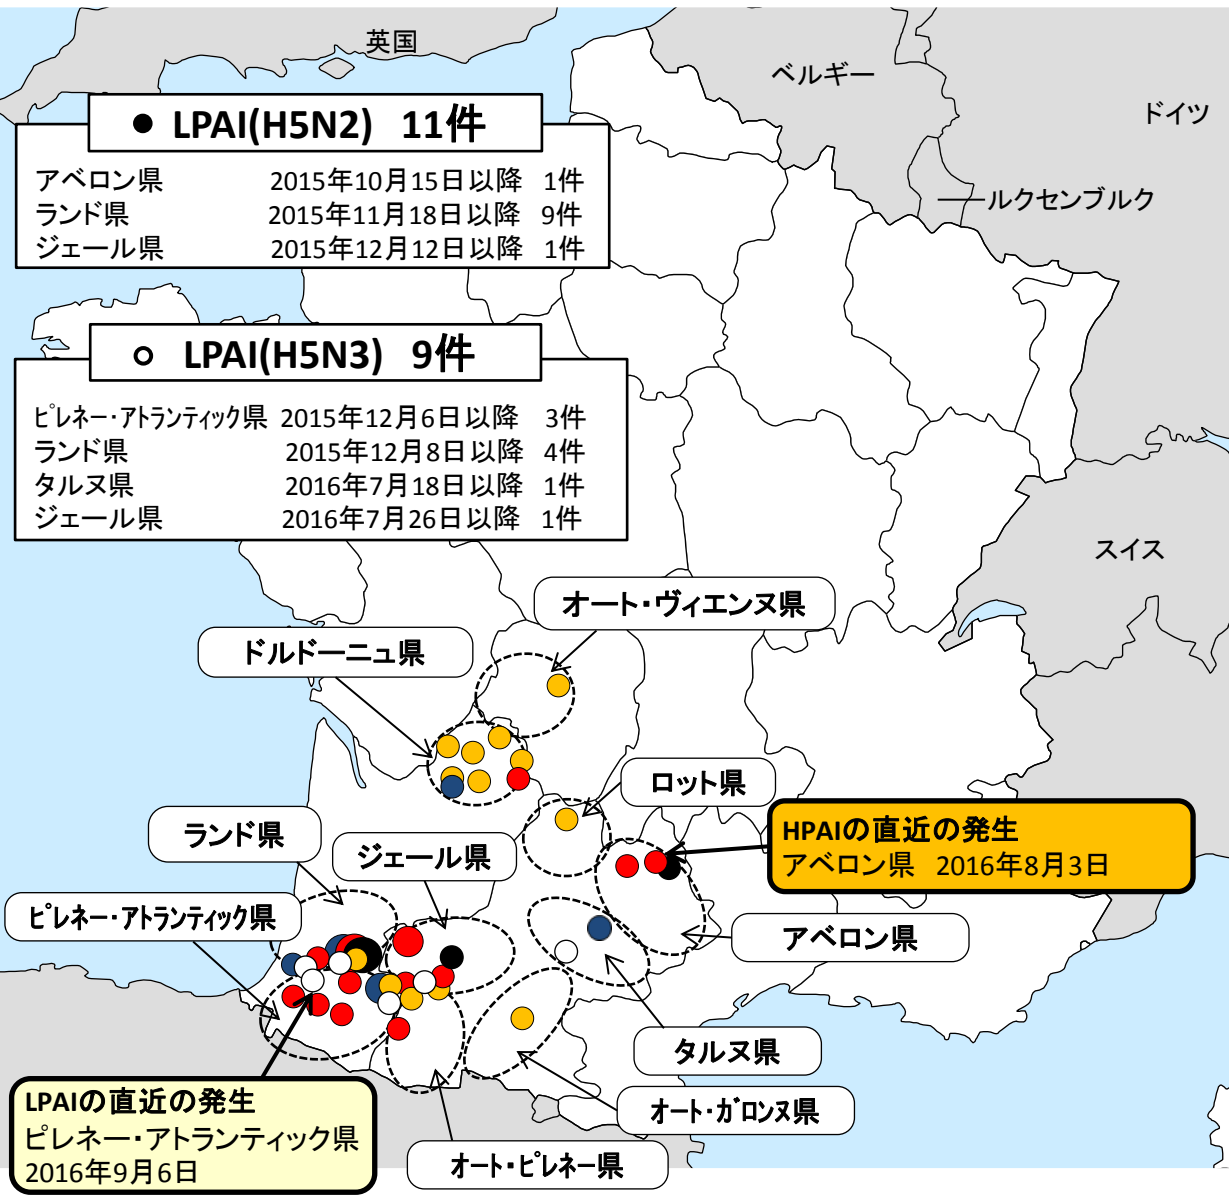 英国
ベルギー
ドイツ
ルクセンブルク
スイス
● LPAI(H5N2) 11件
アベロン県 2015年10月15日以降 1件
ランド県 2015年11月18日以降 9件
ジェール県 2015年12月12日以降 1件
○ LPAI(H5N3) 9件
ピレネー・アトランティック県 2015年12月6日以降 3件
ランド県 2015年12月8日以降 4件
タルヌ県 2016年7月18日以降 1件
ジェール県 2016年7月26日以降 1件
オート・ヴィエンヌ県
ドルドーニュ県
ロット県
ランド県
ジェール県
HPAIの直近の発生
アベロン県 2016年8月3日
ピレネー・アトランティック県
アベロン県
タルヌ県
オート・ガロンヌ県
オート・ピレネー県
LPAIの直近の発生
ピレネー・アトランティック県
2016年9月6日